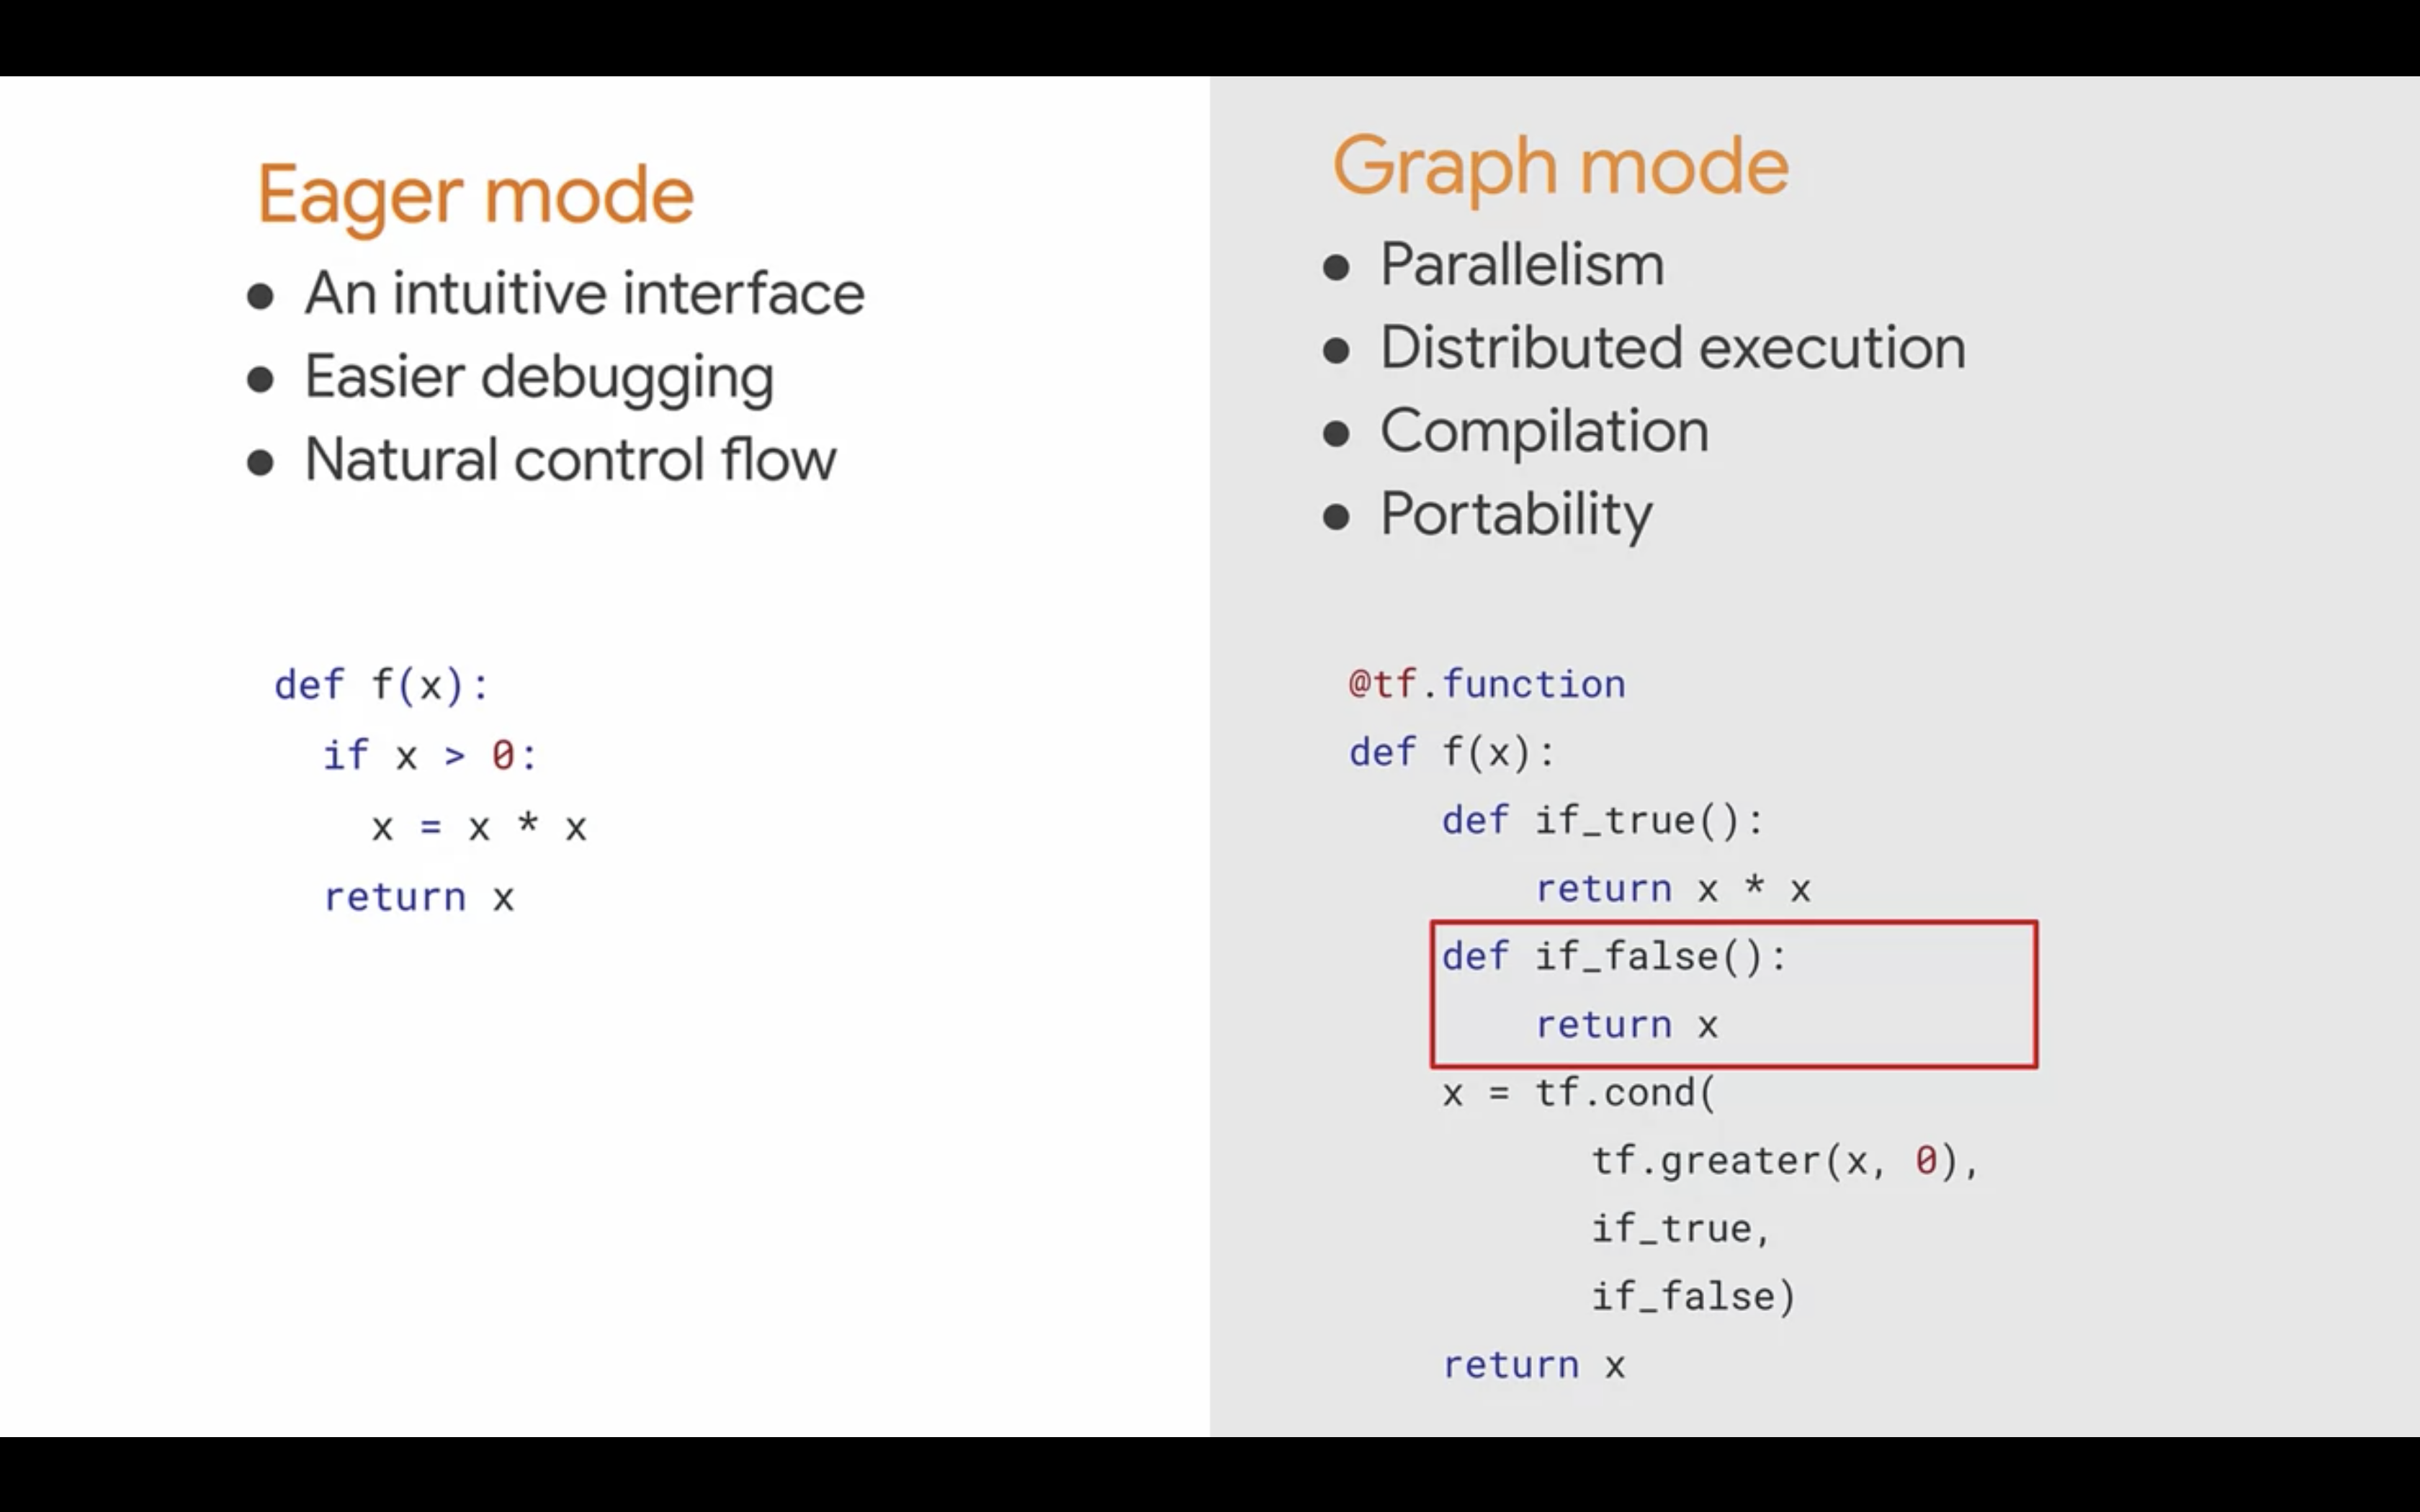 Eager mode
● An intuitive interface
● Easier debugging
● Natural control flow
def f(x):
  if x > 0:
    x = x * x
  return x
Graph mode
● Parallelism
● Distributed execution
● Compilation
● Portability
@tf.function
def f(x):
    def if_true():
        return x * x
    def if_false():
        return x
    x = tf.cond(
          tf.greater(x, 0),
          if_true,
          if_false)
    return x